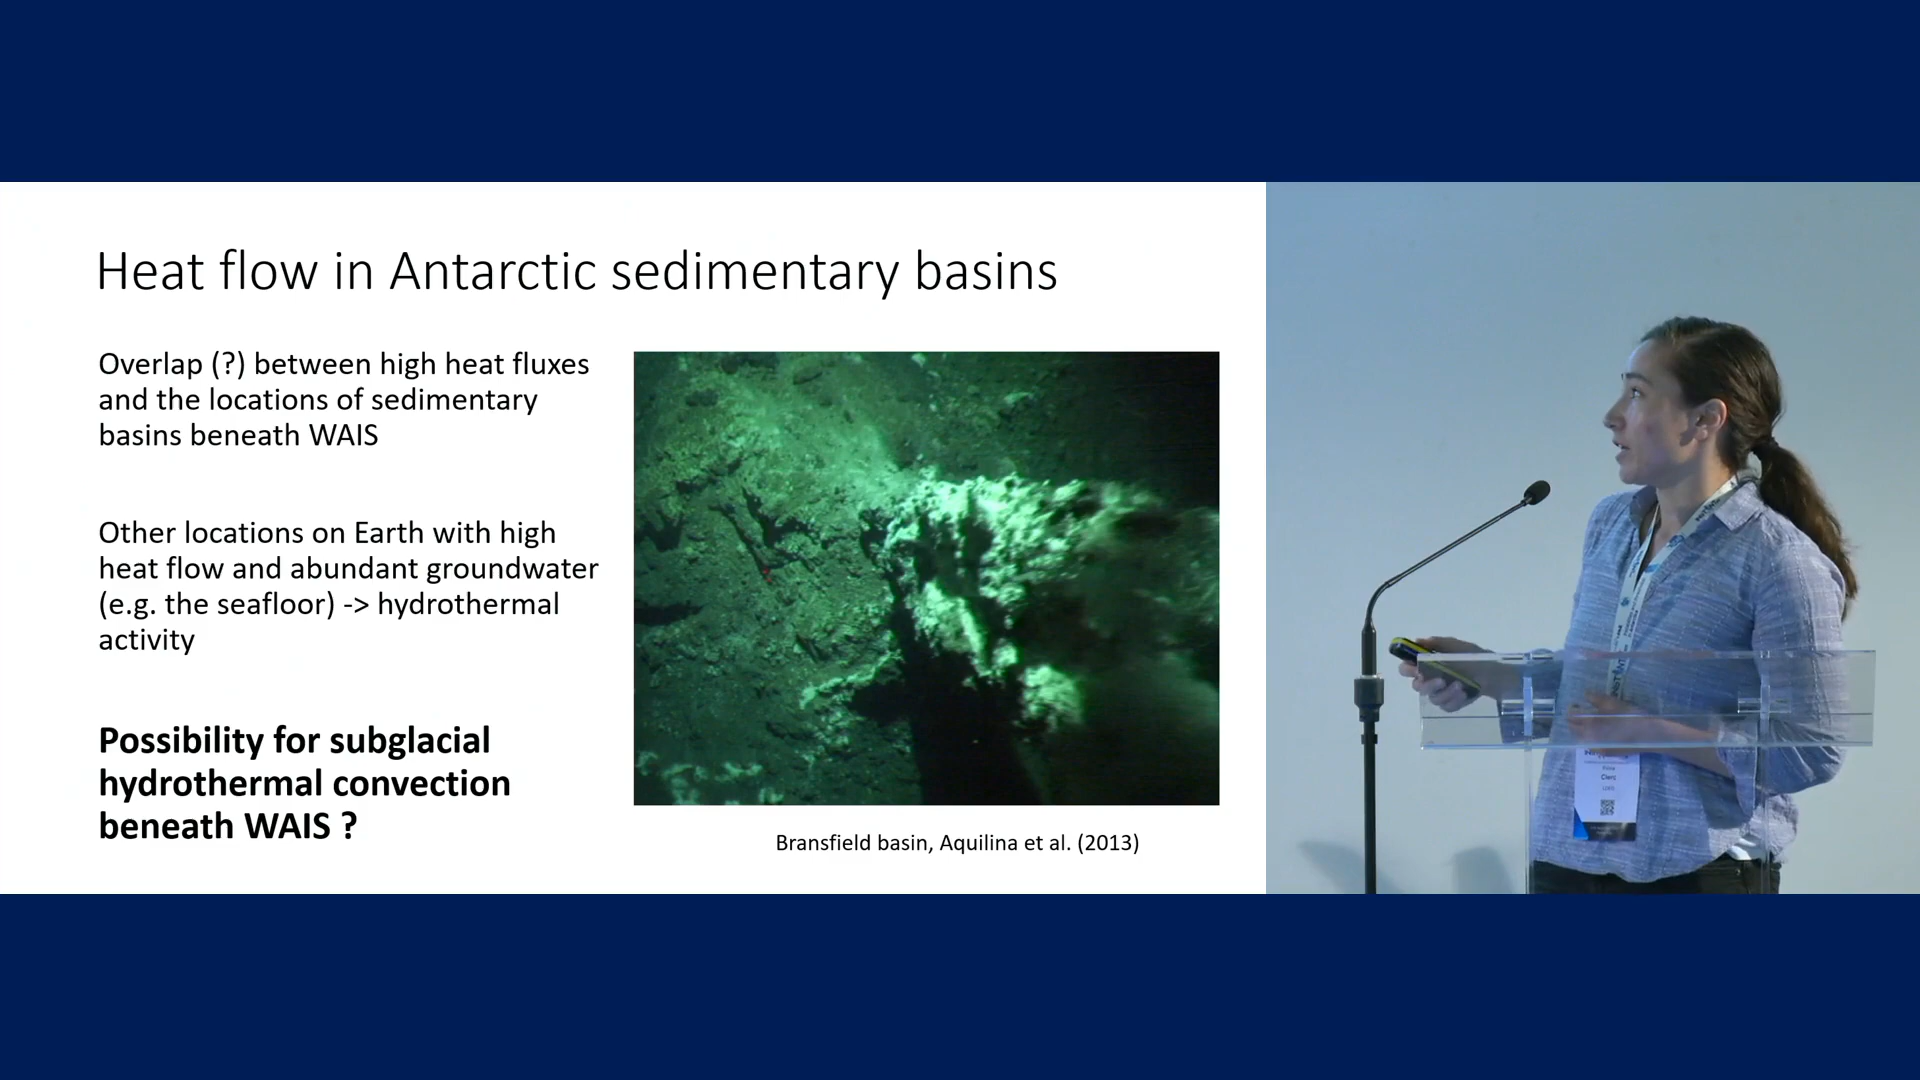 Heat flow in Antarctic sedimentary basins
Overlap (?) between high heat fluxes
and the locations of sedimentary
basins beneath WAIS
Other locations on Earth with high
heat flow and abundant groundwater
(e.g. the seafloor) -> hydrothermal
activity
Possibility for subglacial
hydrothermal convection
beneath WAIS ?
Bransfield basin, Aquilina et al. (2013)
Clerc